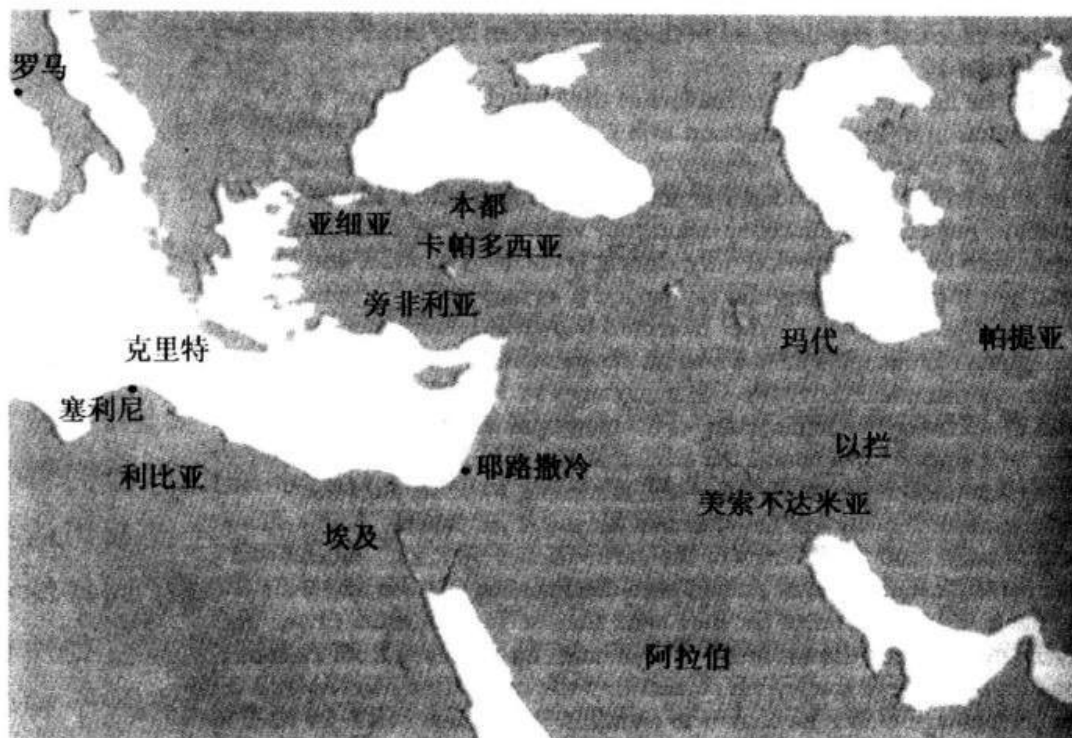 罗马
本都
亚细亚
卡帕多西亚
旁非利亚
玛代
帕提亚
克里特
塞利尼
以拦
利比亚
耶路撒冷
美索不达米亚
埃及
阿拉伯